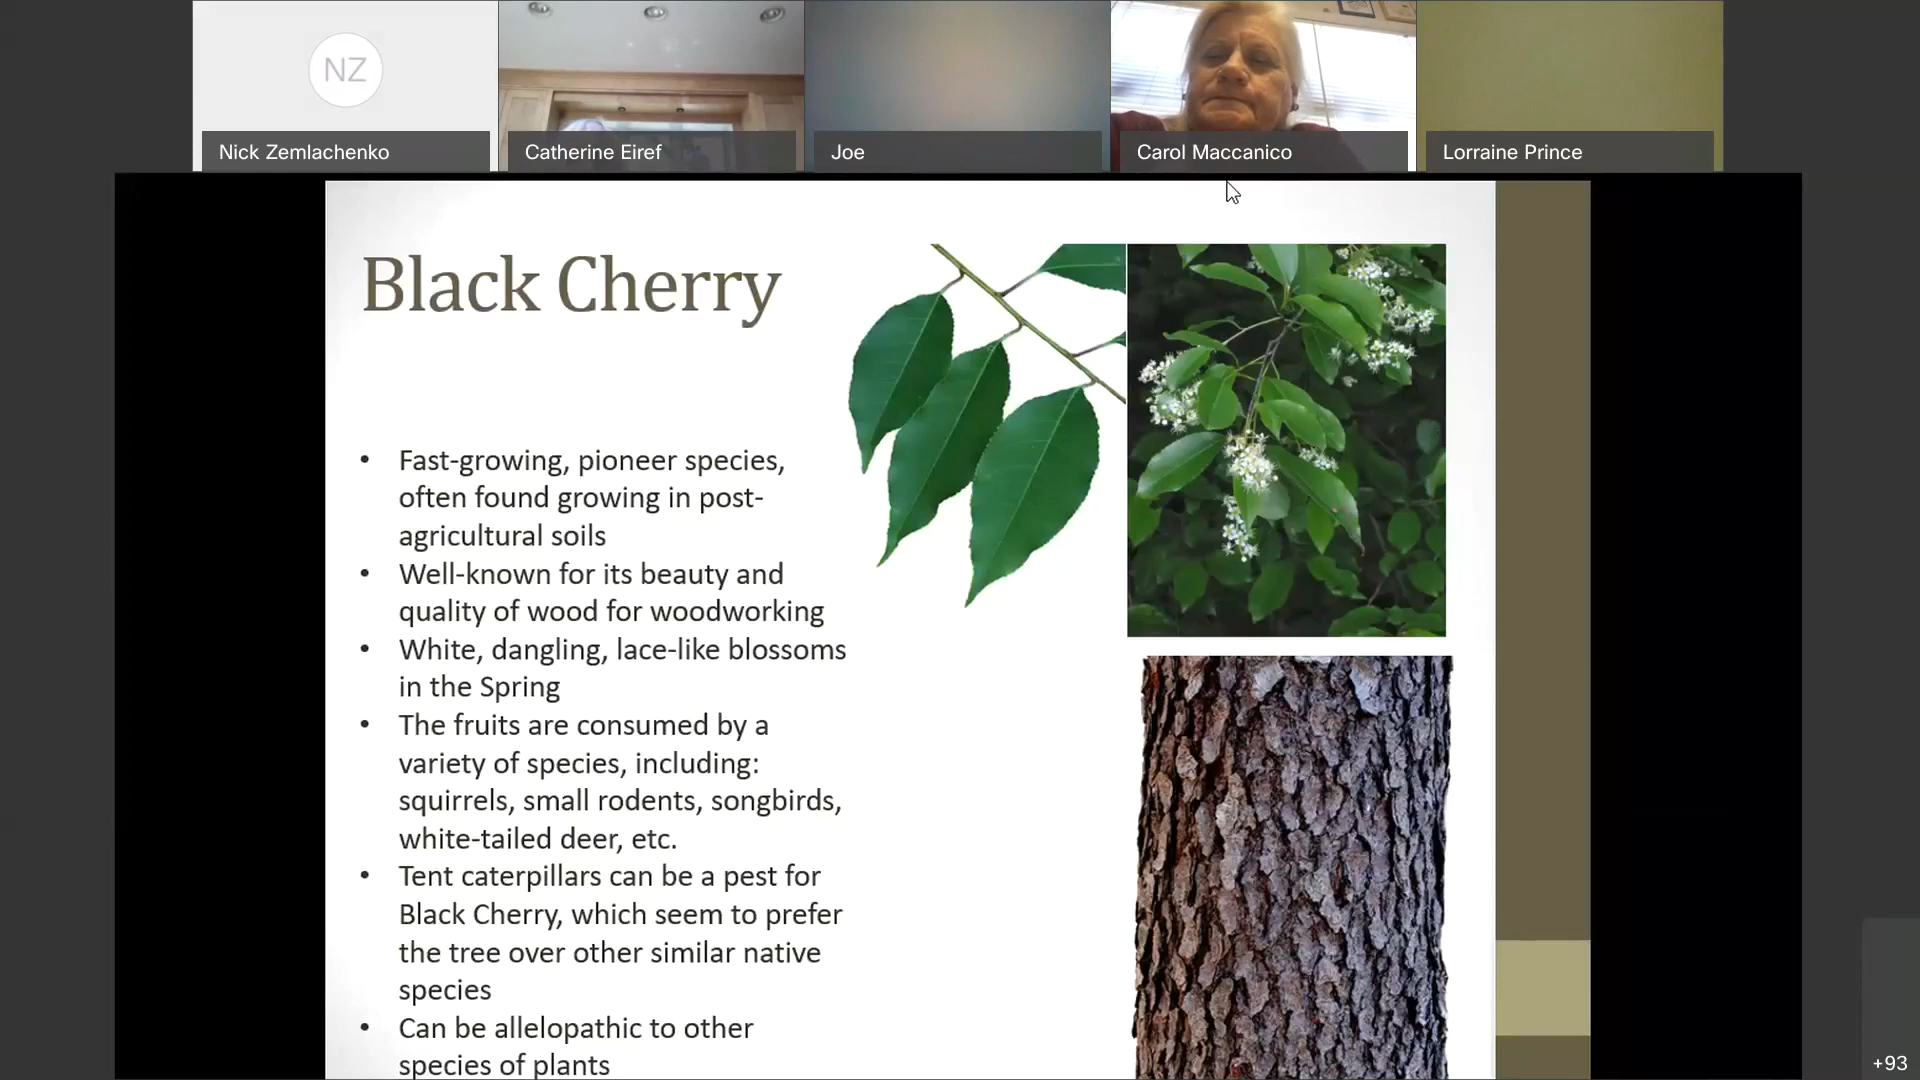 NZ
Nick Zemlachenko
Catherine Eiref
Joe
Carol Maccanico
Lorraine Prince
Black Cherry
• Fast-growing, pioneer species,
often found growing in post-
agricultural soils
• Well-known for its beauty and
quality of wood for woodworking
• White, dangling, lace-like blossoms
in the Spring
• The fruits are consumed by a
variety of species, including:
squirrels, small rodents, songbirds,
white-tailed deer, etc.
• Tent caterpillars can be a pest for
Black Cherry, which seem to prefer
the tree over other similar native
species
• Can be allelopathic to other
species of plants
+93